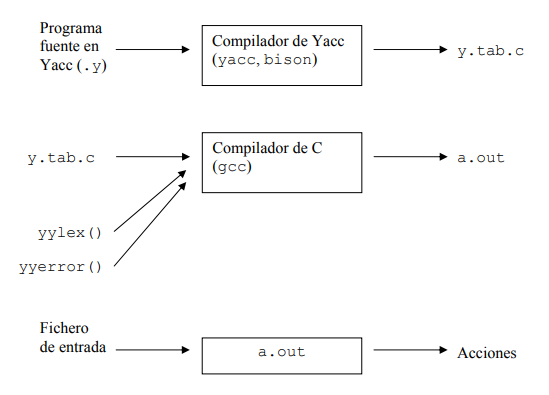 Programa
fuente en
Yacc (.y)
Compilador de Yacc
(yacc, bison)
y.tab.c
y.tab.c
Compilador de C
(gcc)
a.out
yylex()
yyerror()
Fichero
de entrada
a.out
Acciones